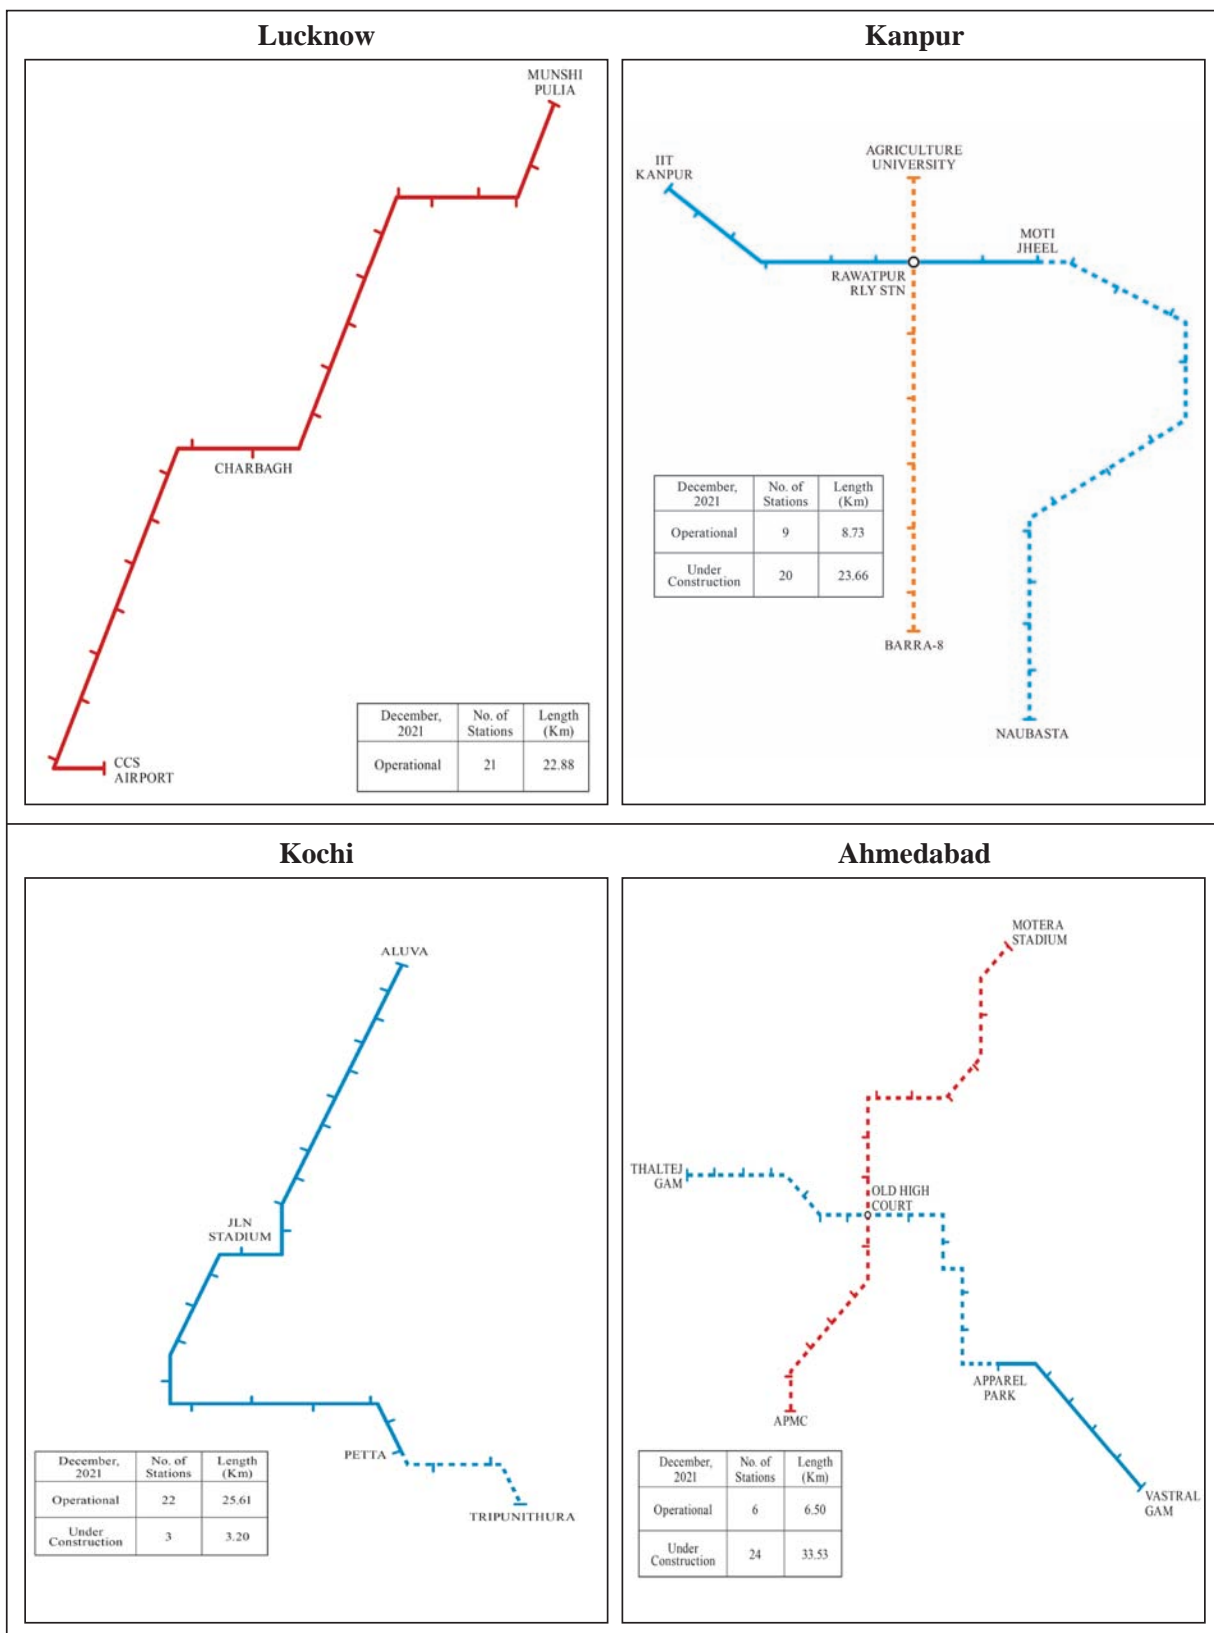 Lucknow
MUNSHI
PULIA
CHARBAGH
CCS
AIRPORT
December,
2021
No. of
Stations
Length
(Km)
Operational 21 22.88
Kanpur
IIT
KANPUR
AGRICULTURE
UNIVERSITY
MOTI
JHEEL
RAWATPUR
RLY STN
December,
2021
No. of
Stations
Length
(Km)
Operational 9 8.73
Under
Construction
20 23.66
BARRA-8
NAUBASTA
Kochi
ALUVA
JLN
STADIUM
PETTA
TRIPUNITHURA
December,
2021
No. of
Stations
Length
(Km)
Operational 22 25.61
Under
Construction
3 3.20
Ahmedabad
MOTERA
STADIUM
THALTEJ
GAM
OLD HIGH
COURT
APPAREL
PARK
APMC
VASTRAL
GAM
December,
2021
No. of
Stations
Length
(Km)
Operational 6 6.50
Under
Construction
24 33.53